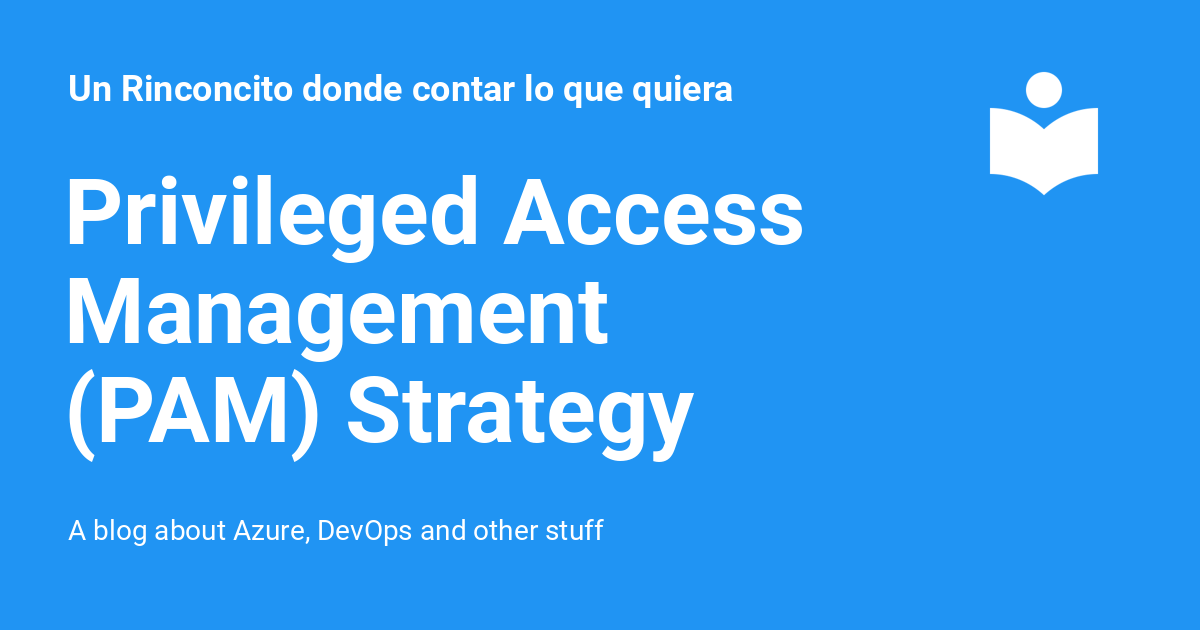 Un Rinconcito donde contar lo que quiera
Privileged Access
Management
(PAM) Strategy
A blog about Azure, DevOps and other stuff